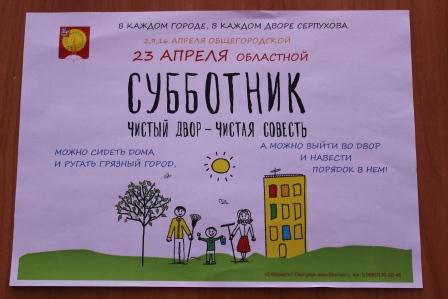 В КАЖДОМ ГОРОДЕ, В КАЖДОМ ДВОРЕ СЕРПУХОВА
2,9,16 АПРЕЛЯ ОБЩЕГОРОДСКОЙ
23 АПРЕЛЯ ОБЛАСТНОЙ
СУББОТНИК
ЧИСТЫЙ ДВОР – ЧИСТАЯ СОВЕСТЬ
МОЖНО СИДЕТЬ ДОМА
И РУГАТЬ ГРЯЗНЫЙ ГОРОД,
А МОЖНО ВЫЙТИ ВО ДВОР
И НАВЕСТИ
ПОРЯДОК В НЕМ!